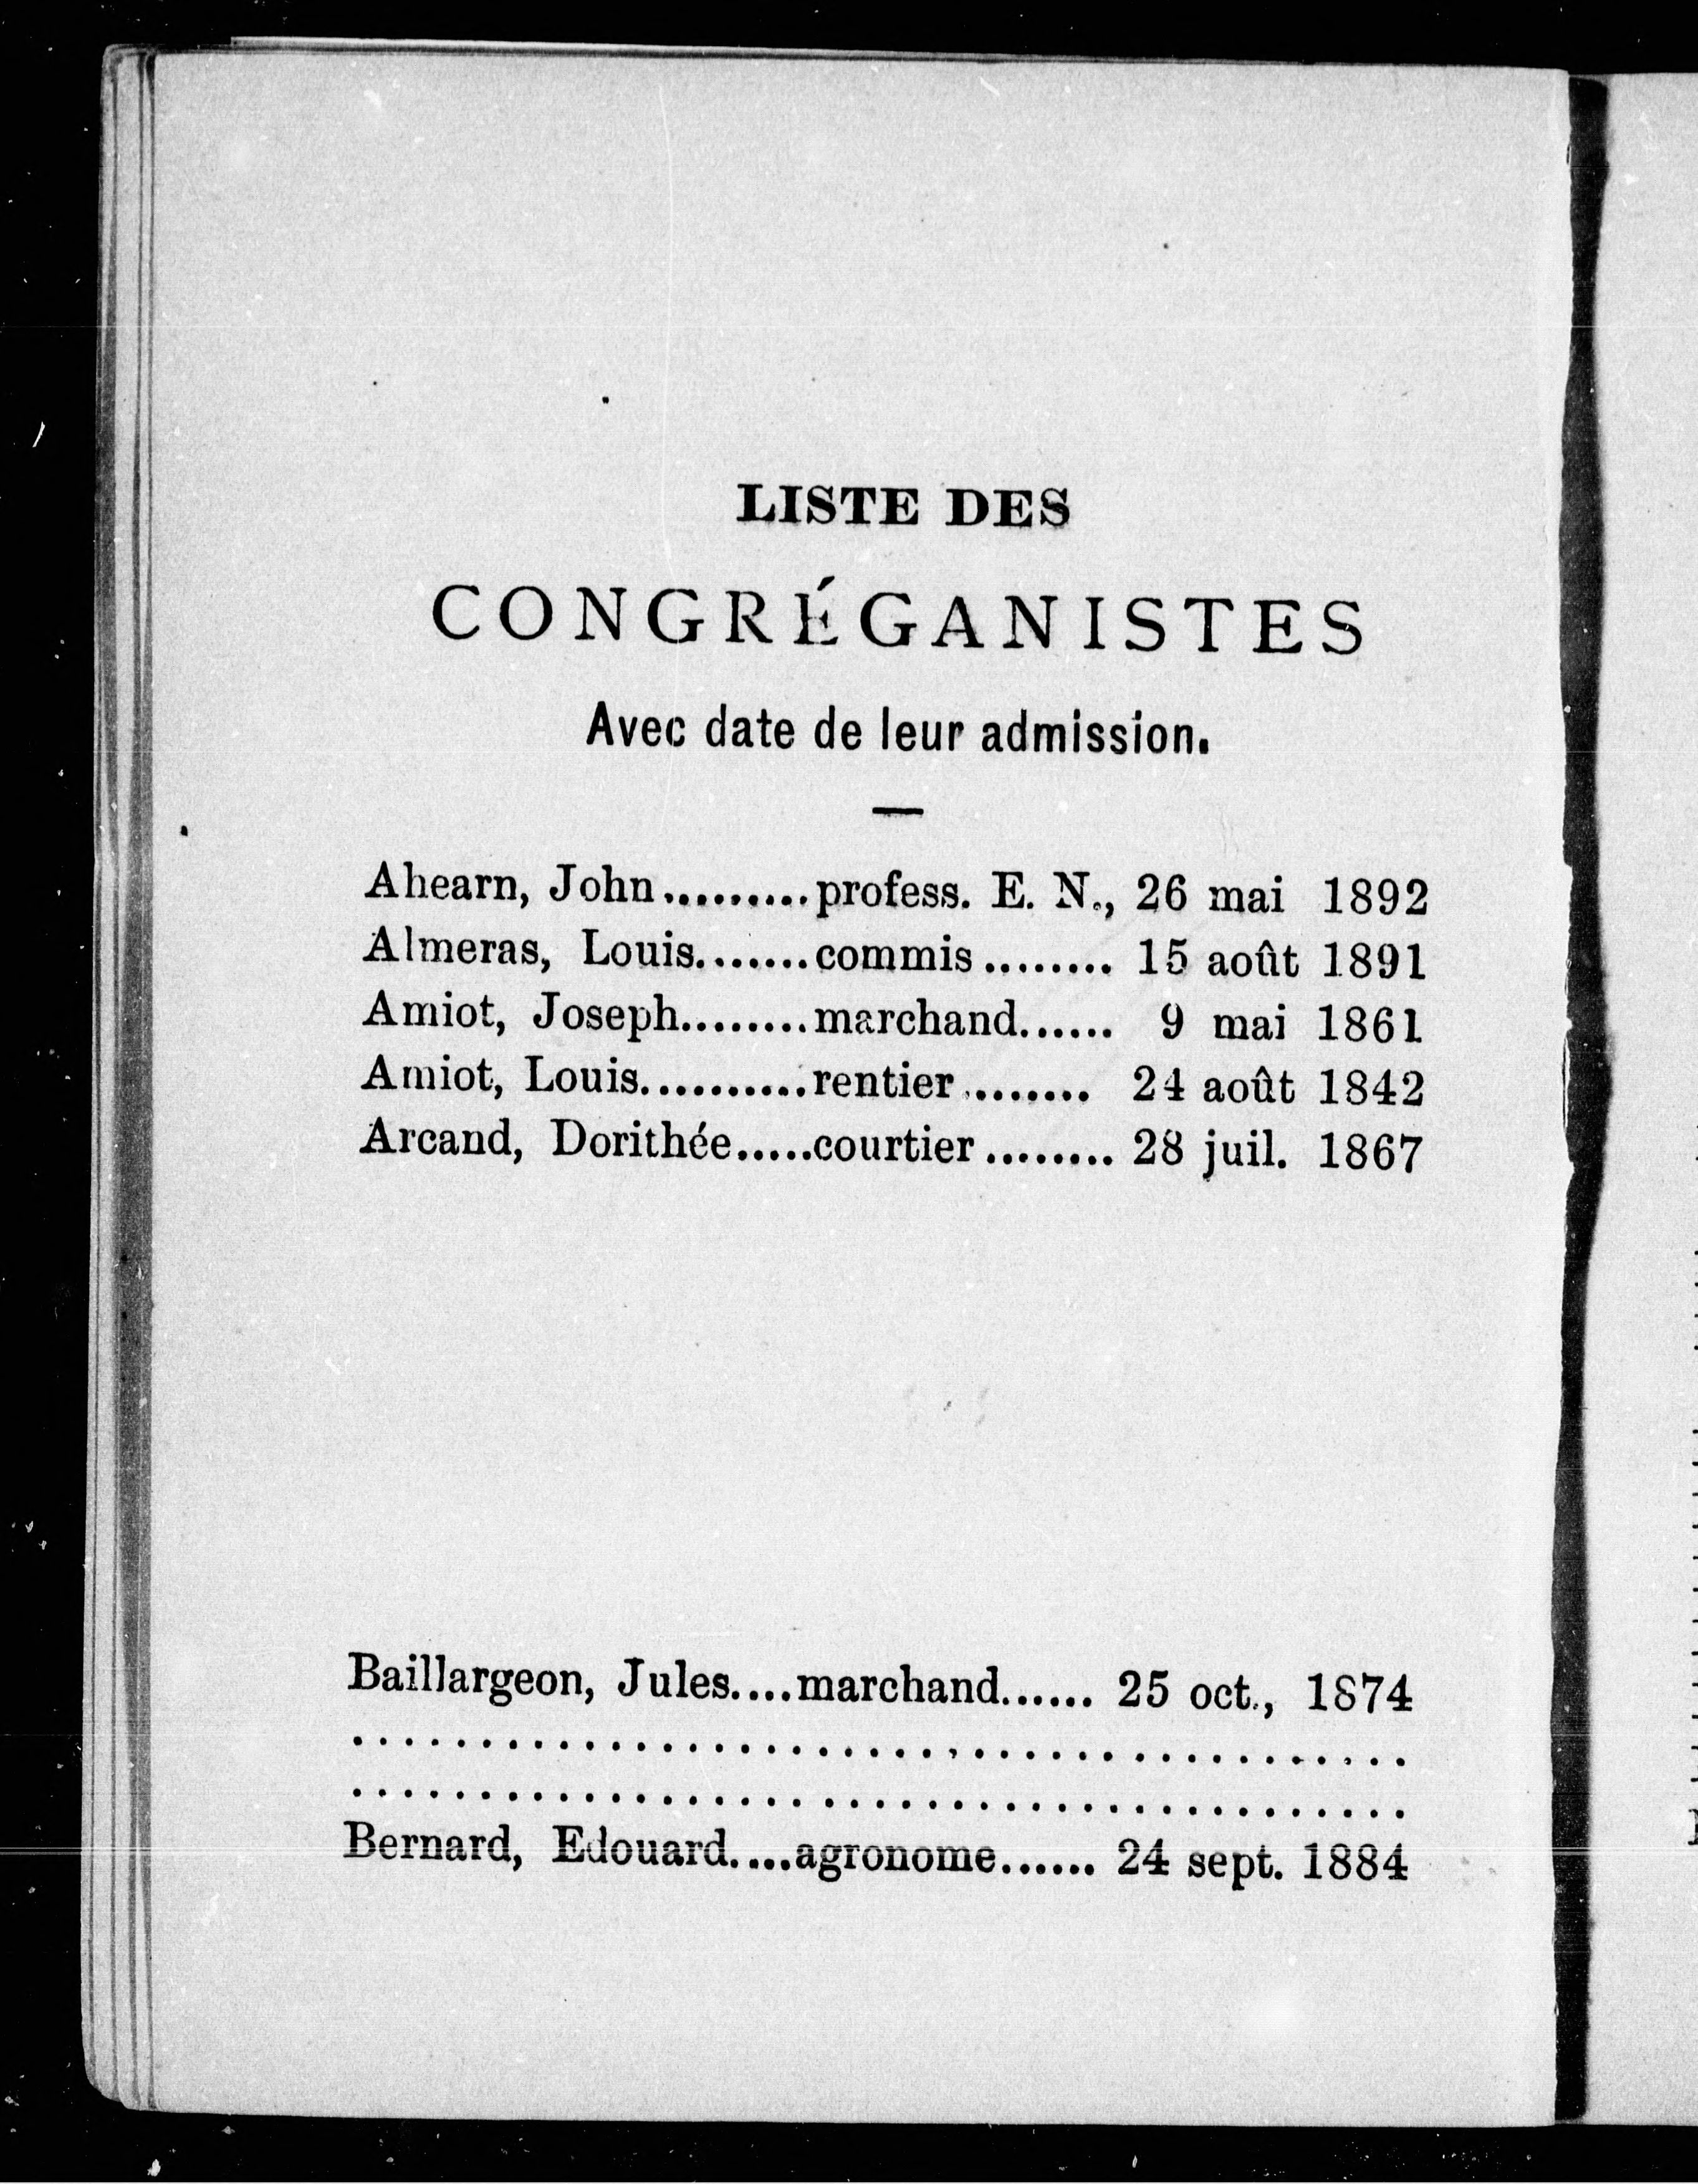 LISTE DES
CONGRÉGANISTES
Avec date de leur admission.
Ahearn, John.........profess. E. N., 26 mai 1892
Almeras, Louis.......commis........ 15 août 1891
Amiot, Joseph........marchand...... 9 mai 1861
Amiot, Louis..........rentier........ 24 août 1842
Arcand, Dorithée.....courtier........ 28 juil. 1867
Baillargeon, Jules....marchand...... 25 oct., 1874
.........................................
.........................................
Bernard, Edouard....agronome...... 24 sept. 1884